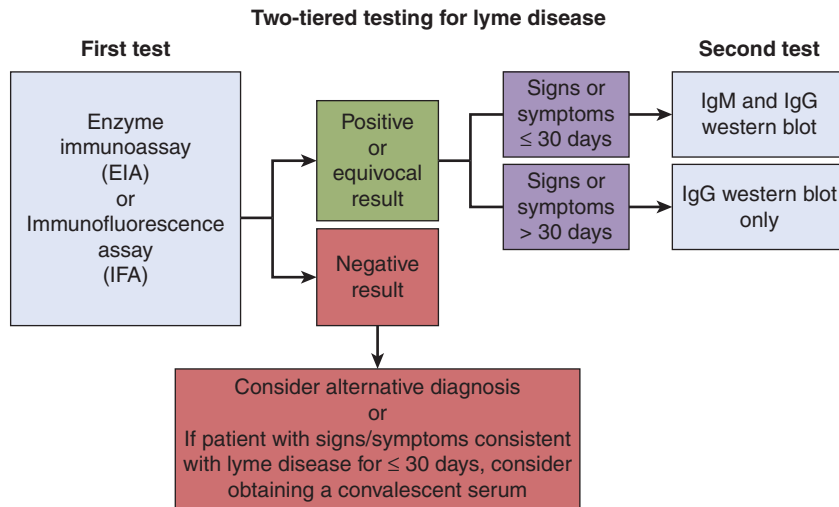 Two-tiered testing for lyme disease
First test
Second test
Enzyme
immunoassay
(EIA)
or
Immunofluorescence
assay
(IFA)
Positive
or
equivocal
result
Negative
result
Signs or
symptoms
≤ 30 days
Signs or
symptoms
> 30 days
IgM and IgG
western blot
IgG western blot
only
Consider alternative diagnosis
or
If patient with signs/symptoms consistent
with lyme disease for ≤ 30 days, consider
obtaining a convalescent serum